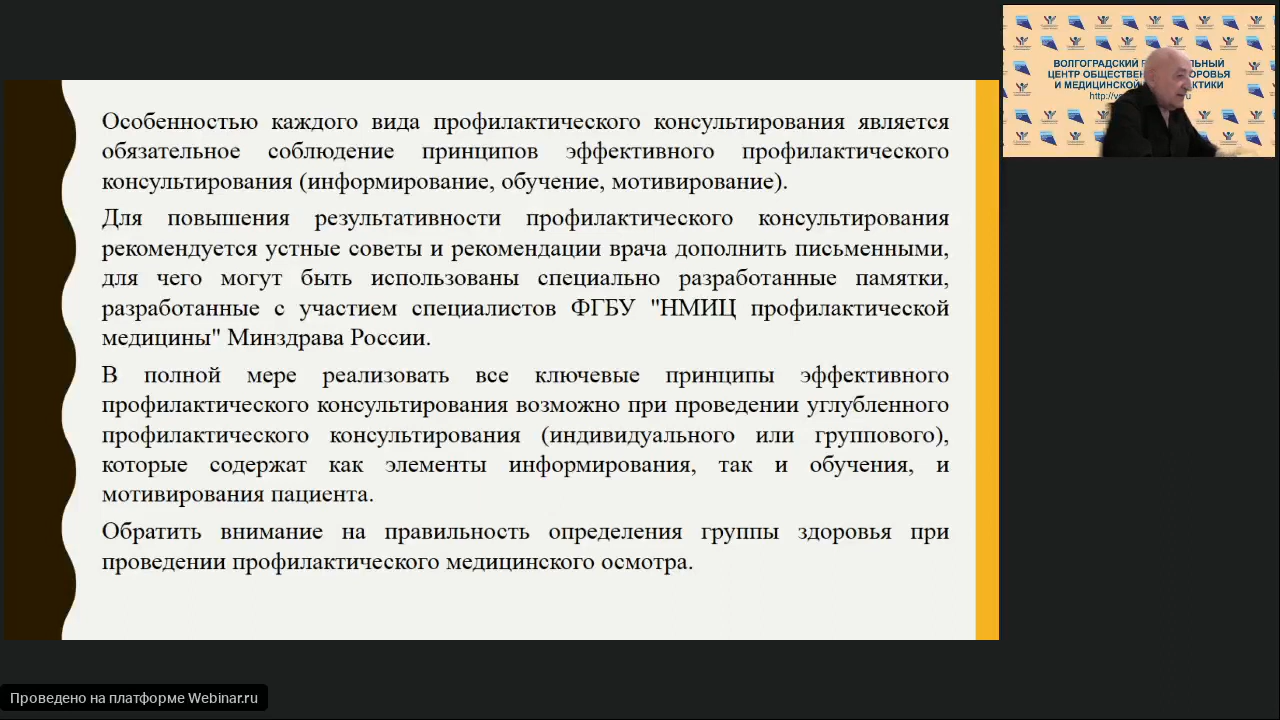 Особенностью каждого вида профилактического консультирования является
обязательное соблюдение принципов эффективного профилактического
консультирования (информирование, обучение, мотивирование).
Для повышения результативности профилактического консультирования
рекомендуется устные советы и рекомендации врача дополнить письменными,
для чего могут быть использованы специально разработанные памятки,
разработанные с участием специалистов ФГБУ "НМИЦ профилактической
медицины" Минздрава России.
В полной мере реализовать все ключевые принципы эффективного
профилактического консультирования возможно при проведении углубленного
профилактического консультирования (индивидуального или группового),
которые содержат как элементы информирования, так и обучения, и
мотивирования пациента.
Обратить внимание на правильность определения группы здоровья при
проведении профилактического медицинского осмотра.
ВОЛГОГРАДСКИЙ
ЦЕНТР
И МЕДИЦИНСКОЙ
Проведено на платформе Webinar.ru